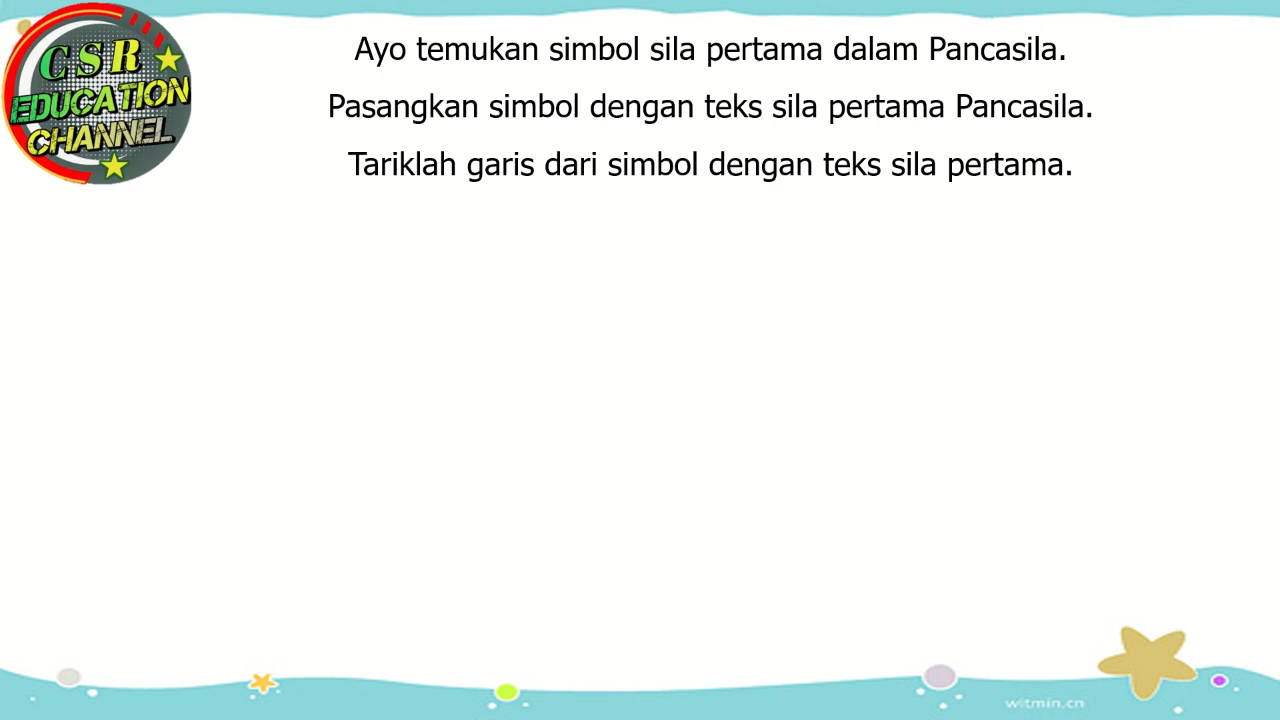 CSR
EDUCATION
CHANNEL
Ayo temukan simbol sila pertama dalam Pancasila.
Pasangkan simbol dengan teks sila pertama Pancasila.
Tariklah garis dari simbol dengan teks sila pertama.
witmin.cn